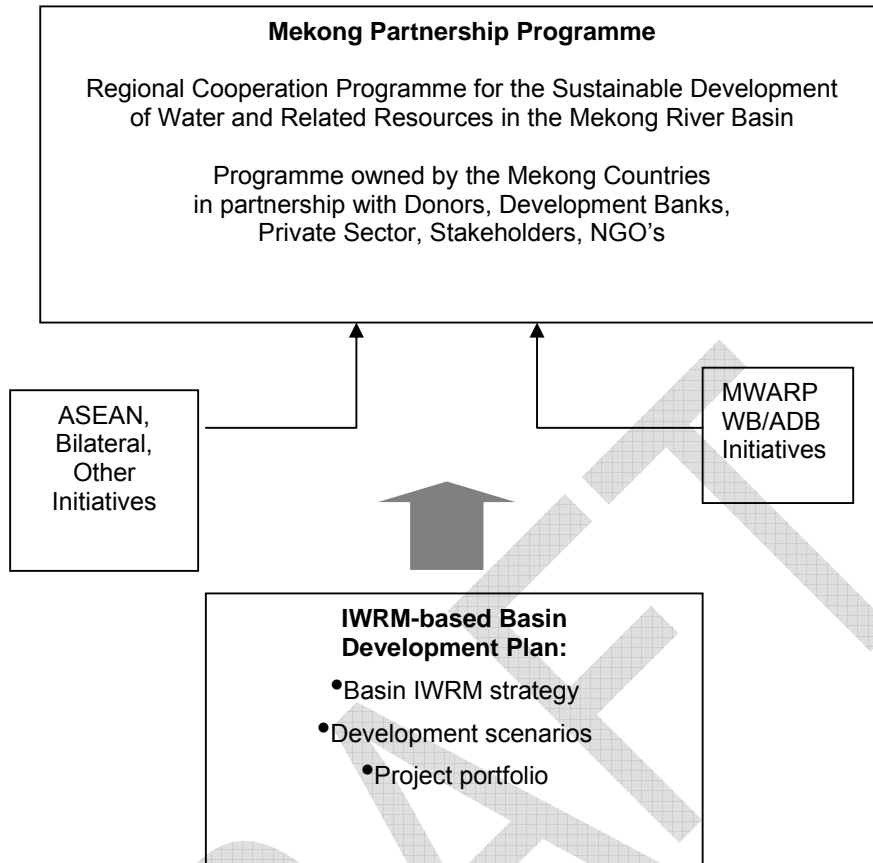 Mekong Partnership Programme
Regional Cooperation Programme for the Sustainable Development
of Water and Related Resources in the Mekong River Basin
Programme owned by the Mekong Countries
in partnership with Donors, Development Banks,
Private Sector, Stakeholders, NGO’s
ASEAN,
Bilateral,
Other
Initiatives
MWARP
WB/ADB
Initiatives
IWRM-based Basin
Development Plan:
•Basin IWRM strategy
•Development scenarios
•Project portfolio